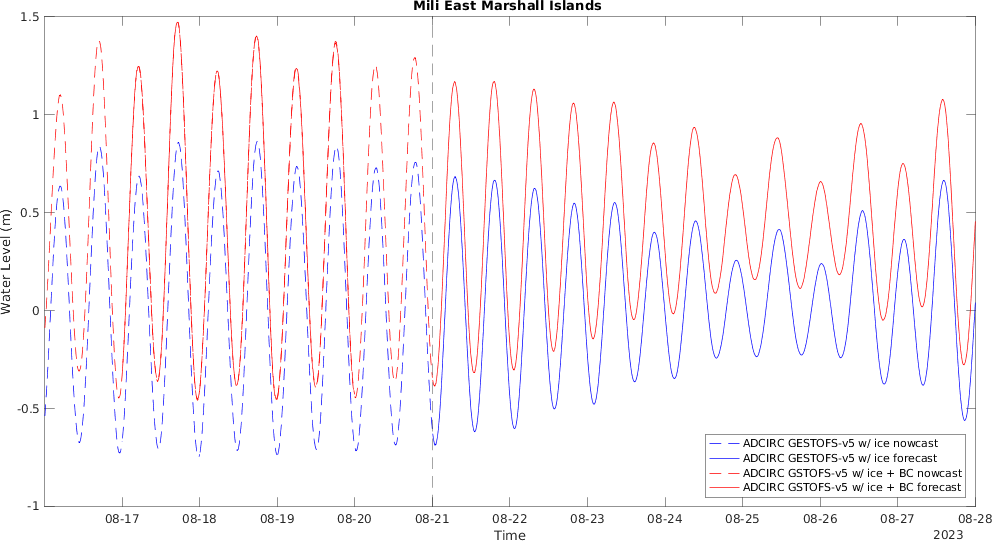 Mili East Marshall Islands
1.5
1
0.5
0
-0.5
-1
Water Level (m)
08-17 08-18 08-19 08-20 08-21 08-22 08-23 08-24 08-25 08-26 08-27 08-28
Time
2023
ADCIRC GESTOFS-v5 w/ ice nowcast
ADCIRC GESTOFS-v5 w/ ice forecast
ADCIRC GSTOFS-v5 w/ ice + BC nowcast
ADCIRC GSTOFS-v5 w/ ice + BC forecast